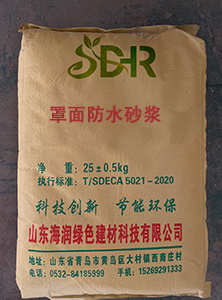 SDHR
罩面防水砂浆
净 重：25±0.5kg
执行标准：T/SDECA 5021-2020
科技创新 节能环保
山东海润绿色建材科技有限公司
地址：山东省青岛市黄岛区大村镇西南庄村
电话：0532-84185999 手机：15269291333